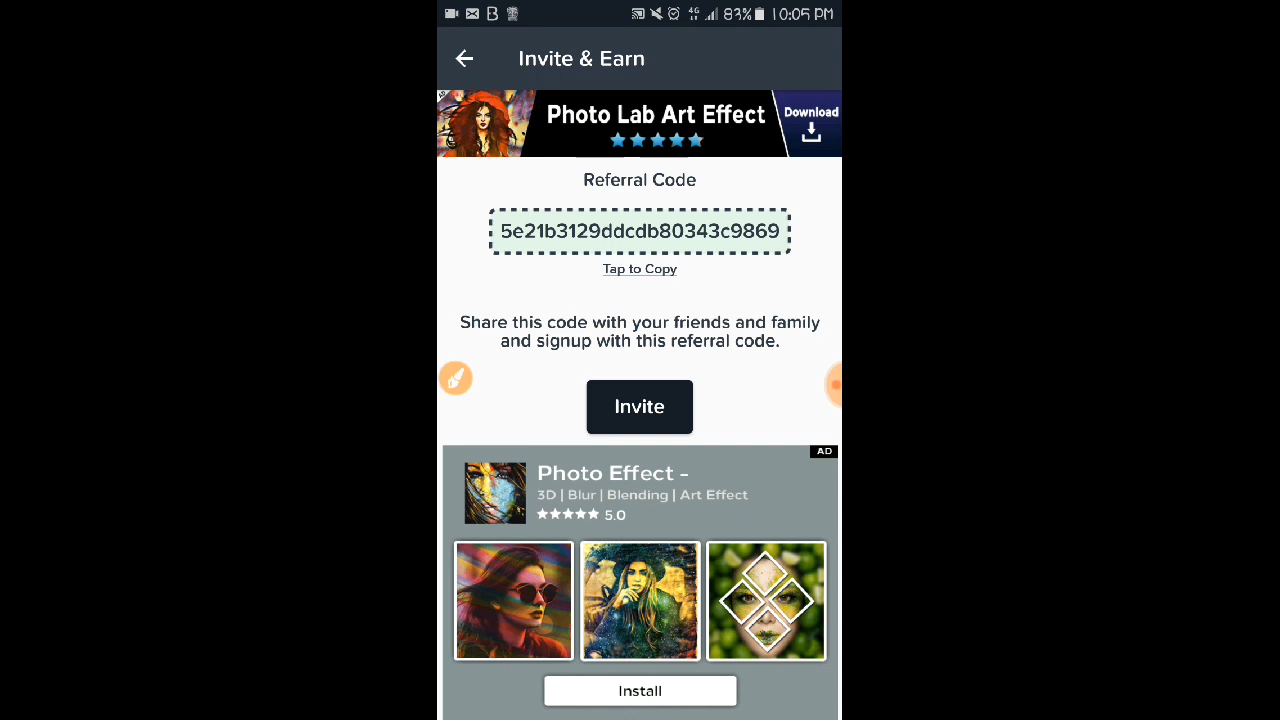 83% 10:05 PM
Invite & Earn
AD
Photo Lab Art Effect
Download
Referral Code
5e21b3129ddcdb80343c9869
Tap to Copy
Share this code with your friends and family
and signup with this referral code.
Invite
AD
Photo Effect -
3D | Blur | Blending | Art Effect
5.0
Install